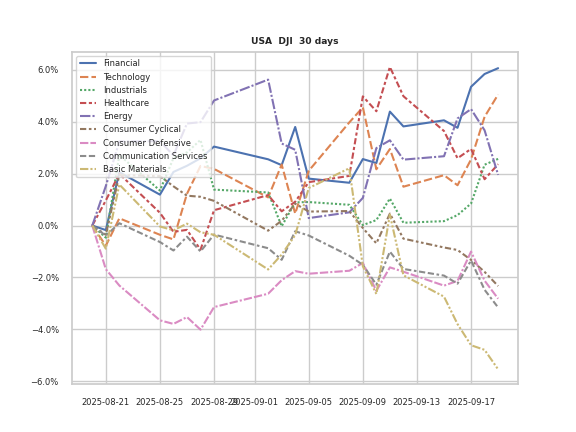 USA DJI 30 days
Financial
Technology
Industrials
Healthcare
Energy
Consumer Cyclical
Consumer Defensive
Communication Services
Basic Materials
6.0%
4.0%
2.0%
0.0%
−2.0%
−4.0%
−6.0%
2025-08-21 2025-08-25 2025-08-29 2025-09-01 2025-09-05 2025-09-09 2025-09-13 2025-09-17